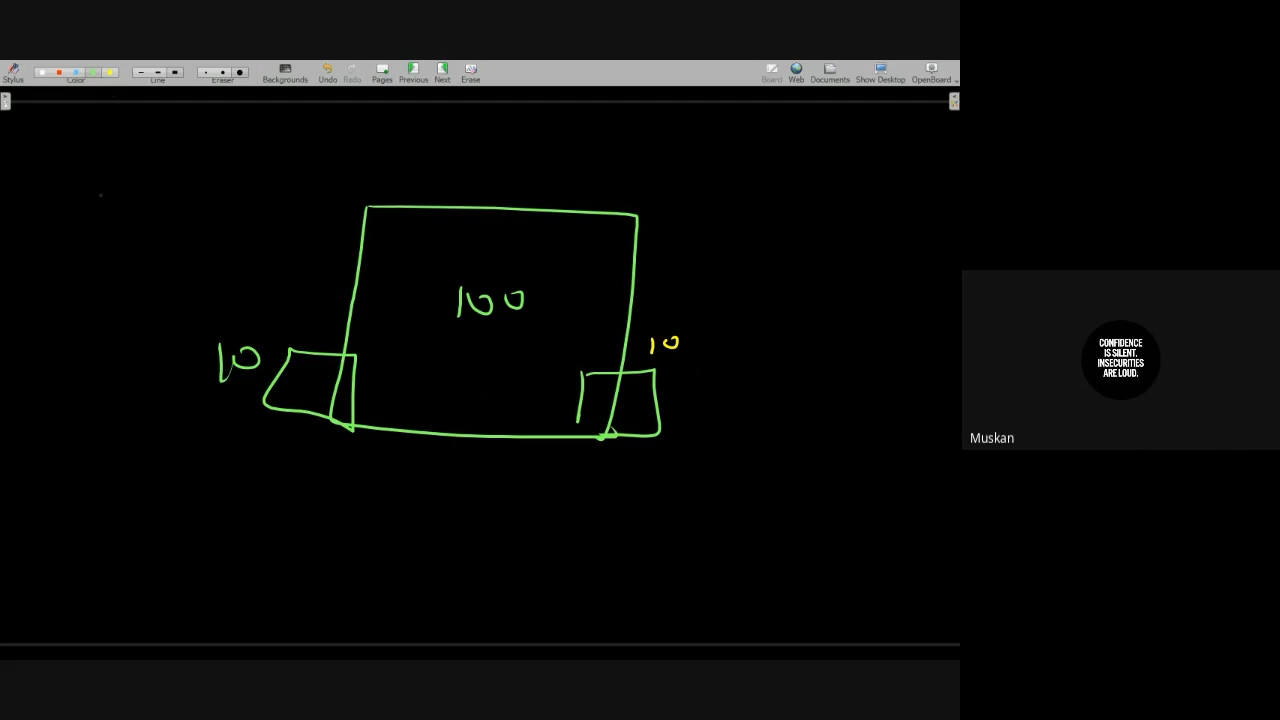 Stylus
Color
Line
Eraser
Backgrounds
Undo
Redo
Pages
Previous
Next
Erase
Board
Web
Documents
Show Desktop
OpenBoard
100
10
10
CONFIDENCE
IS SILENT.
INSECURITIES
ARE LOUD.
Muskan